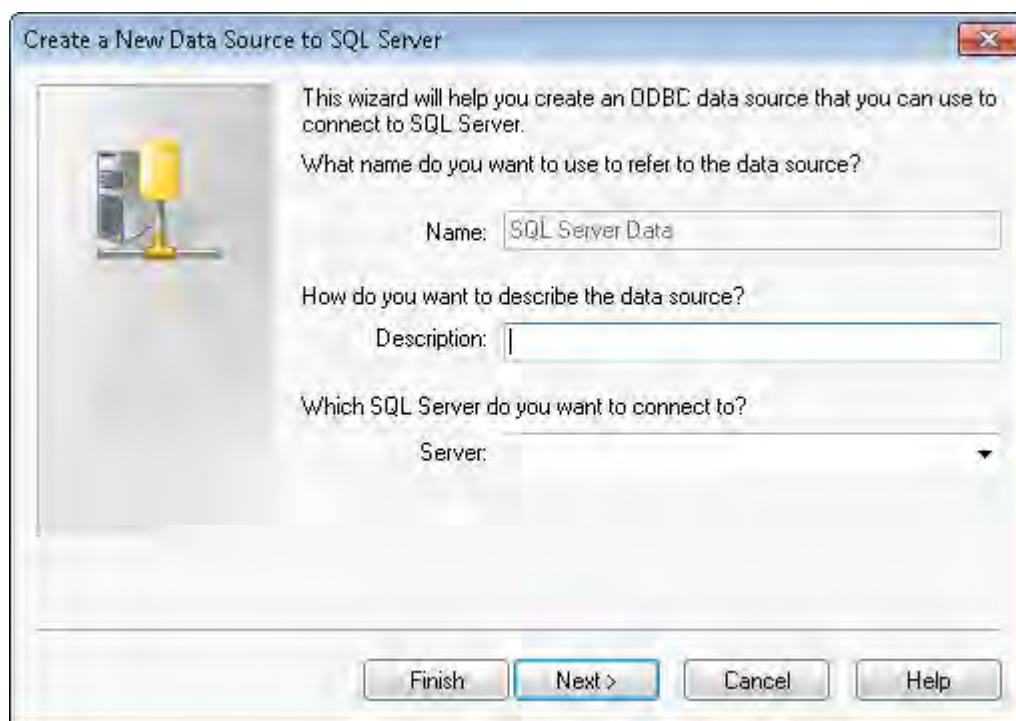 Create a New Data Source to SQL Server
This wizard will help you create an ODBC data source that you can use to
connect to SQL Server.
What name do you want to use to refer to the data source?
Name: SQL Server Data
How do you want to describe the data source?
Description:
Which SQL Server do you want to connect to?
Server:
Finish Next > Cancel Help